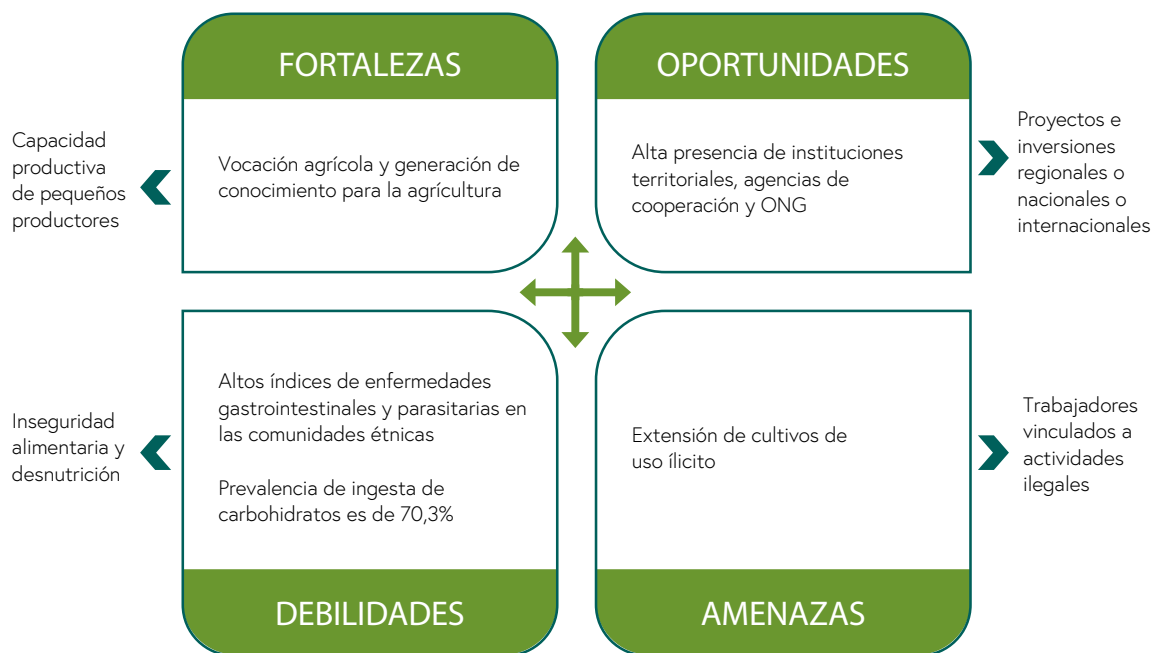 FORTALEZAS
Capacidad
productiva
de pequeños
productores
Vocación agrícola y generación de
conocimiento para la agrícultura
OPORTUNIDADES
Alta presencia de instituciones
territoriales, agencias de
cooperación y ONG
Proyectos e
inversiones
regionales o
nacionales o
internacionales
Inseguridad
alimentaria y
desnutrición
Altos índices de enfermedades
gastrointestinales y parasitarias en
las comunidades étnicas
Prevalencia de ingesta de
carbohidratos es de 70,3%
DEBILIDADES
Extensión de cultivos de
uso ílicito
Trabajadores
vinculados a
actividades
ilegales
AMENAZAS